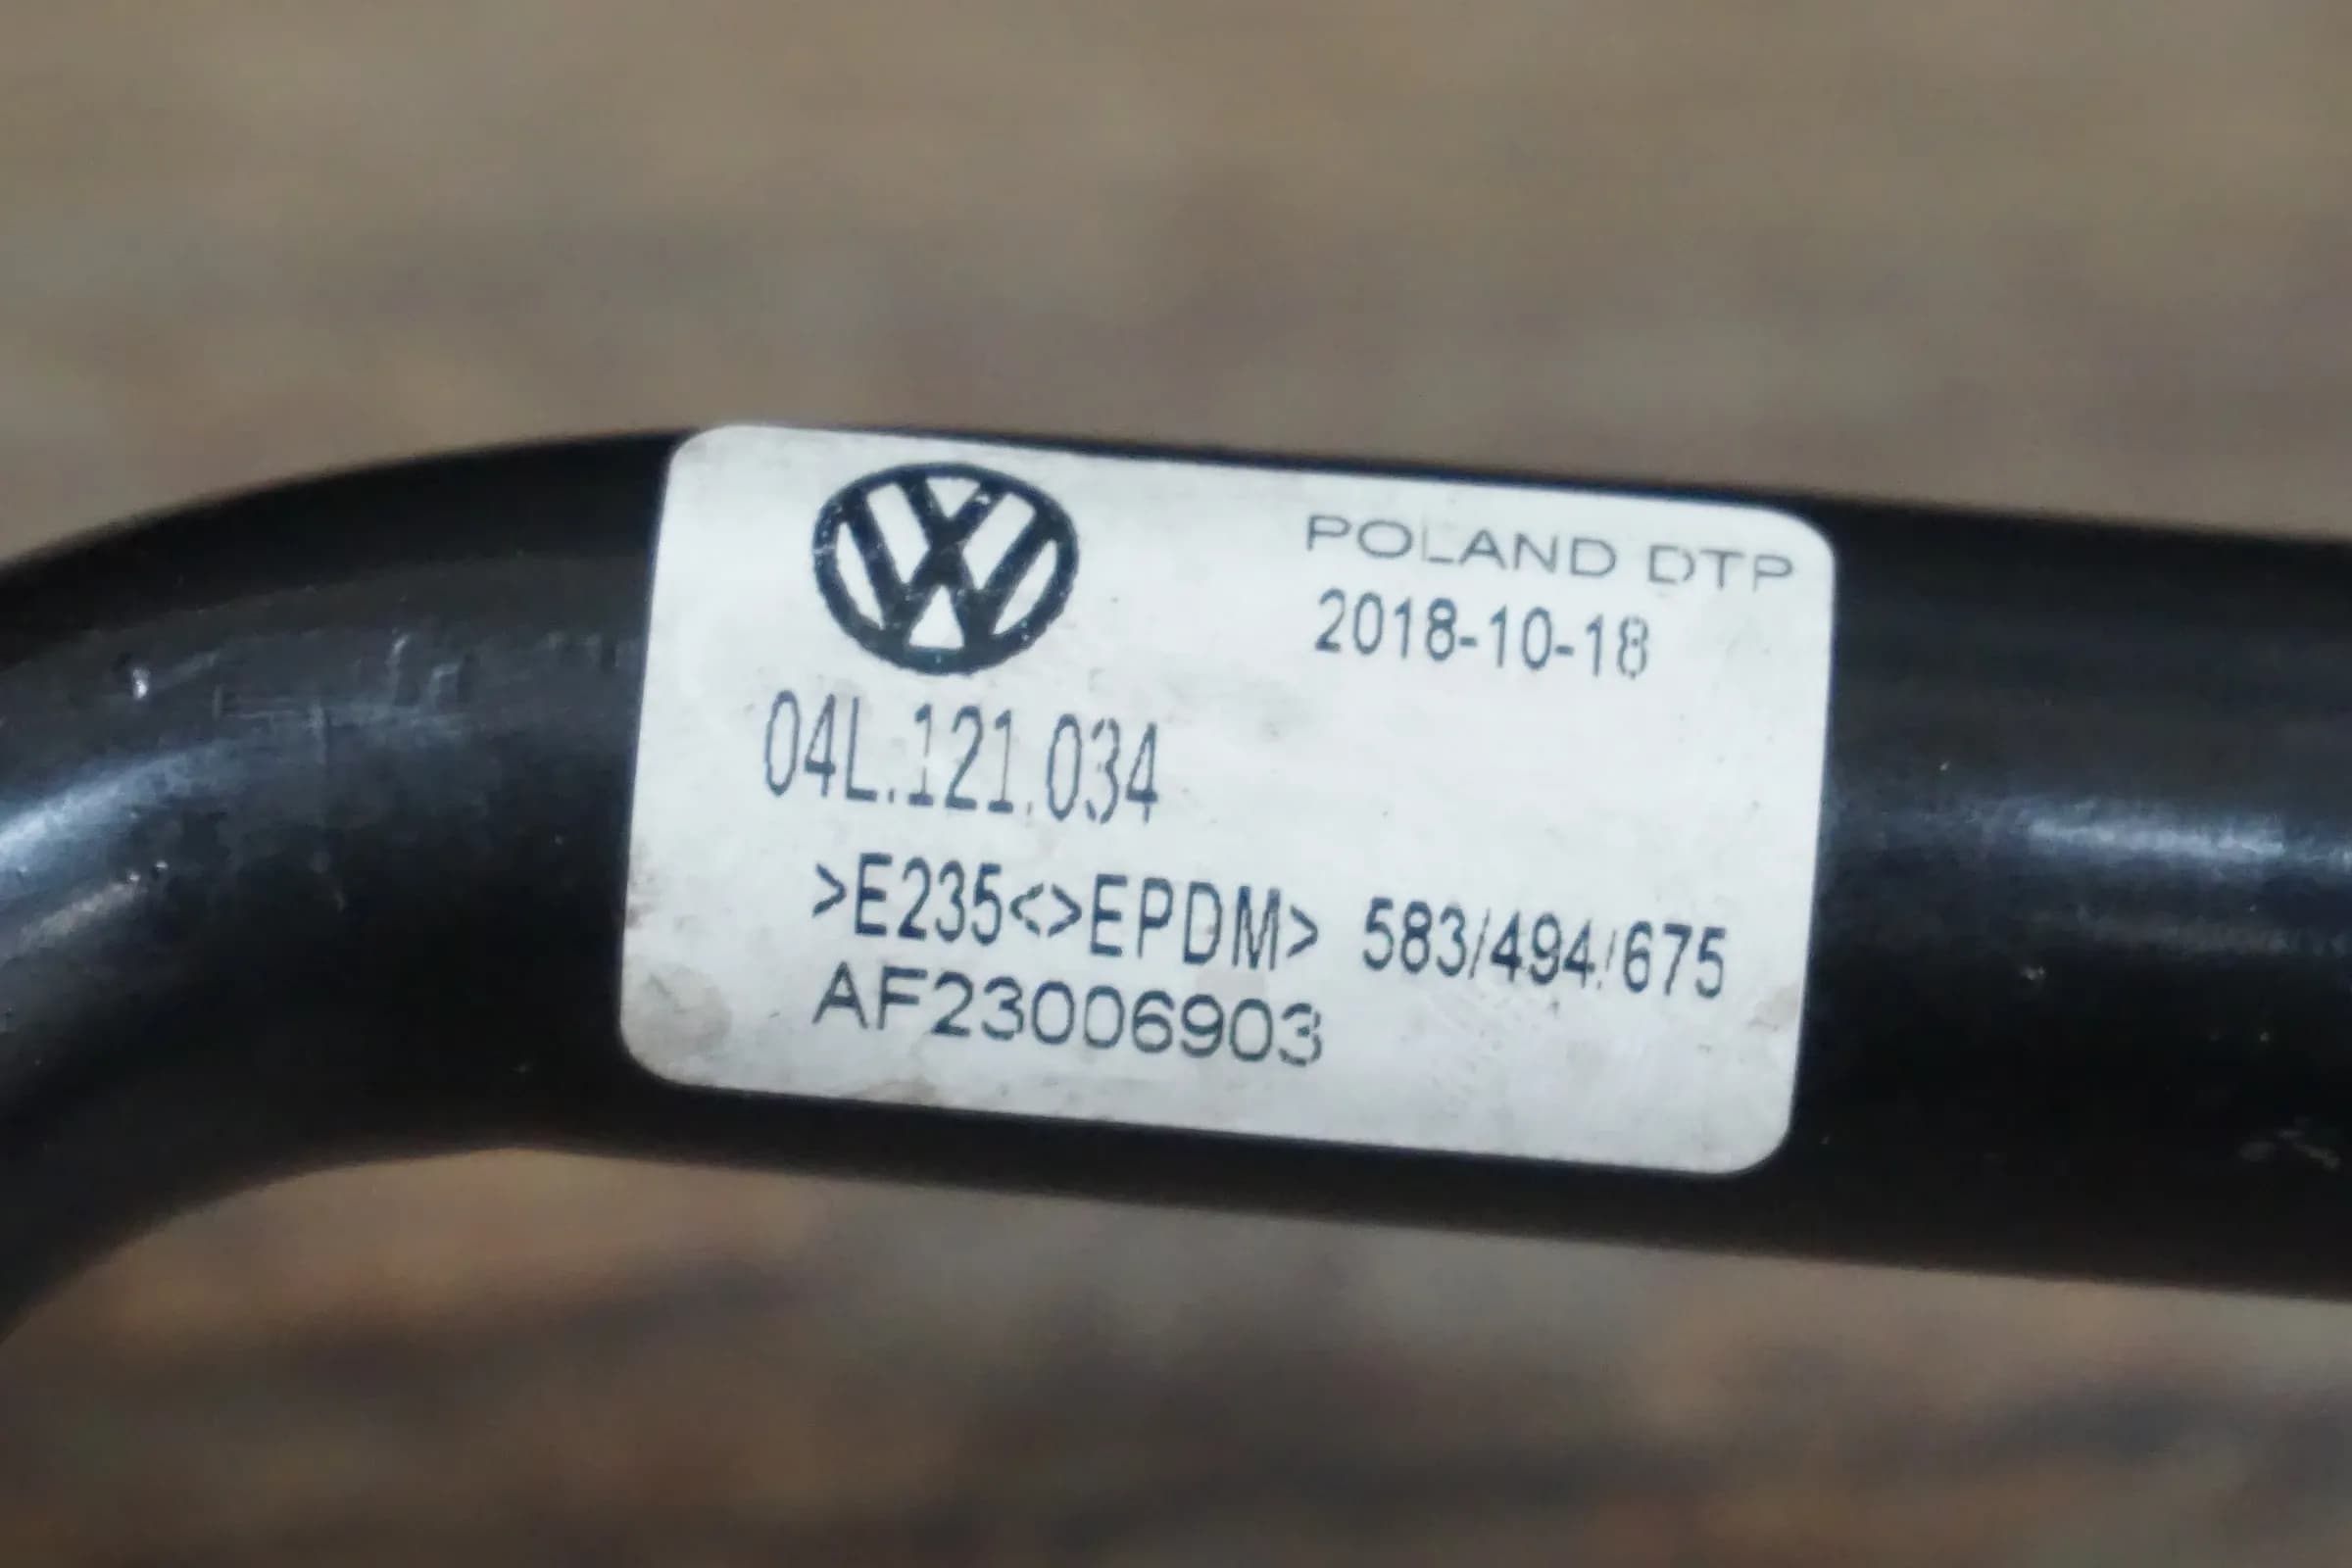 POLAND DTP
2018-10-18
04L.121.034
>E235<>EPDM> 583/494/675
AF23006903